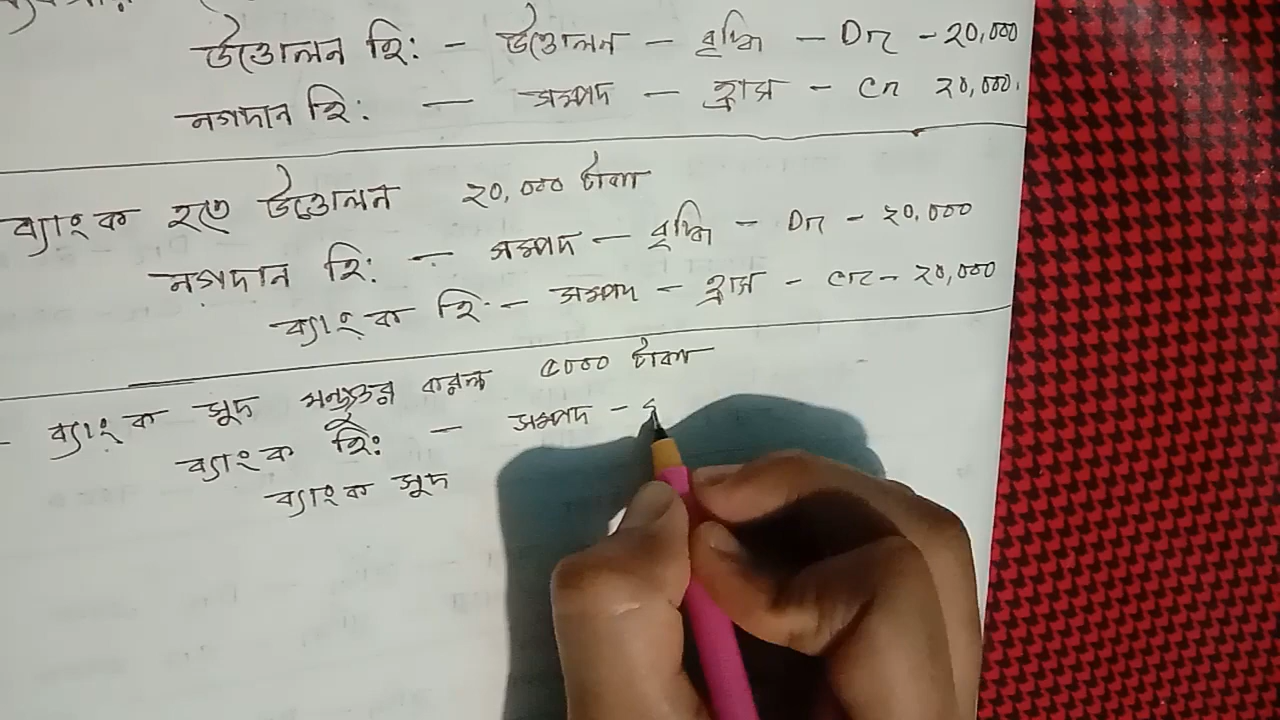 উত্তোলন হি: - উত্তোলন - বৃদ্ধি - Dr - ২০,০০০
নগদান হি: - সম্পদ - হ্রাস - Cr ২০,০০০
ব্যাংক হতে উত্তোলন ২০,০০০ টাকা
নগদান হি: - সম্পদ - বৃদ্ধি - Dr - ২০,০০০
ব্যাংক হি: - সম্পদ - হ্রাস - Cr - ২০,০০০
- ব্যাংক সুদ মঞ্জুর করল ৫০০০ টাকা
ব্যাংক হি: - সম্পদ -
ব্যাংক সুদ